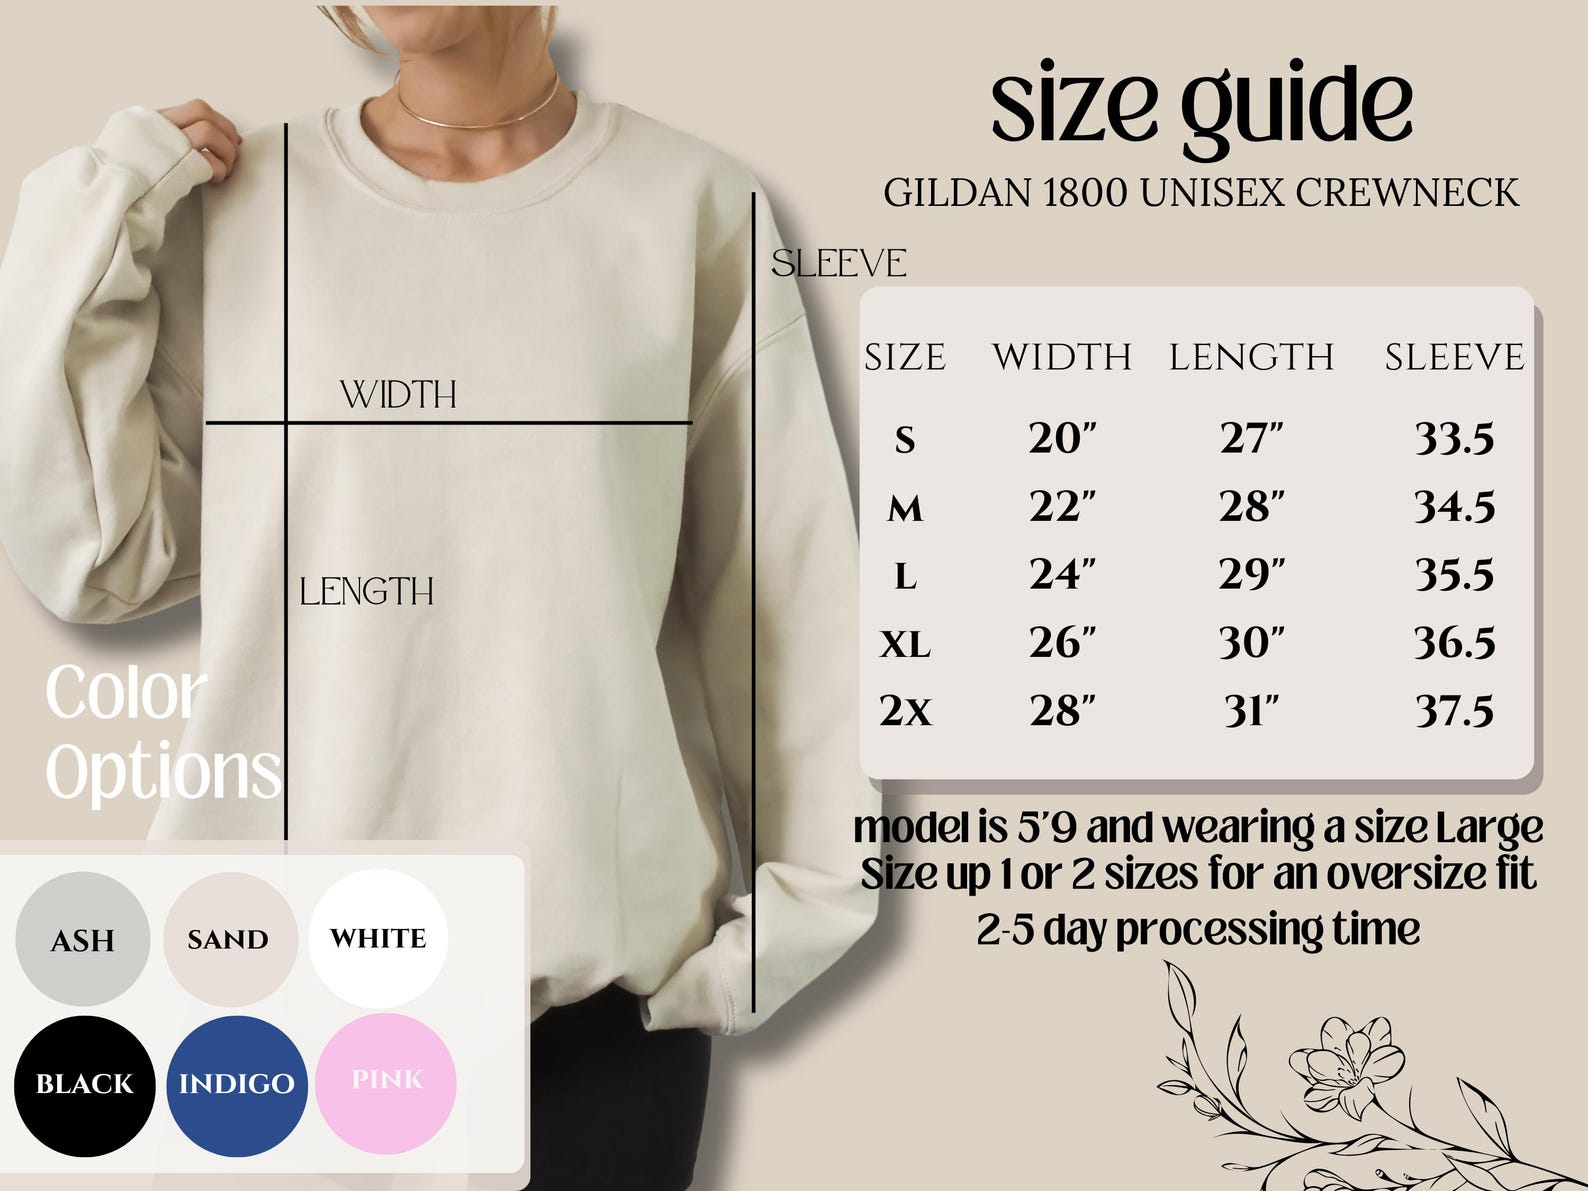 size guide
GILDAN 1800 UNISEX CREWNECK
SLEEVE
WIDTH
LENGTH
SIZE WIDTH LENGTH SLEEVE
S 20" 27" 33.5
M 22" 28" 34.5
L 24" 29" 35.5
XL 26" 30" 36.5
2X 28" 31" 37.5
model is 5'9 and wearing a size Large
Size up 1 or 2 sizes for an oversize fit
2-5 day processing time
Color
Options
ASH SAND WHITE
BLACK INDIGO PINK